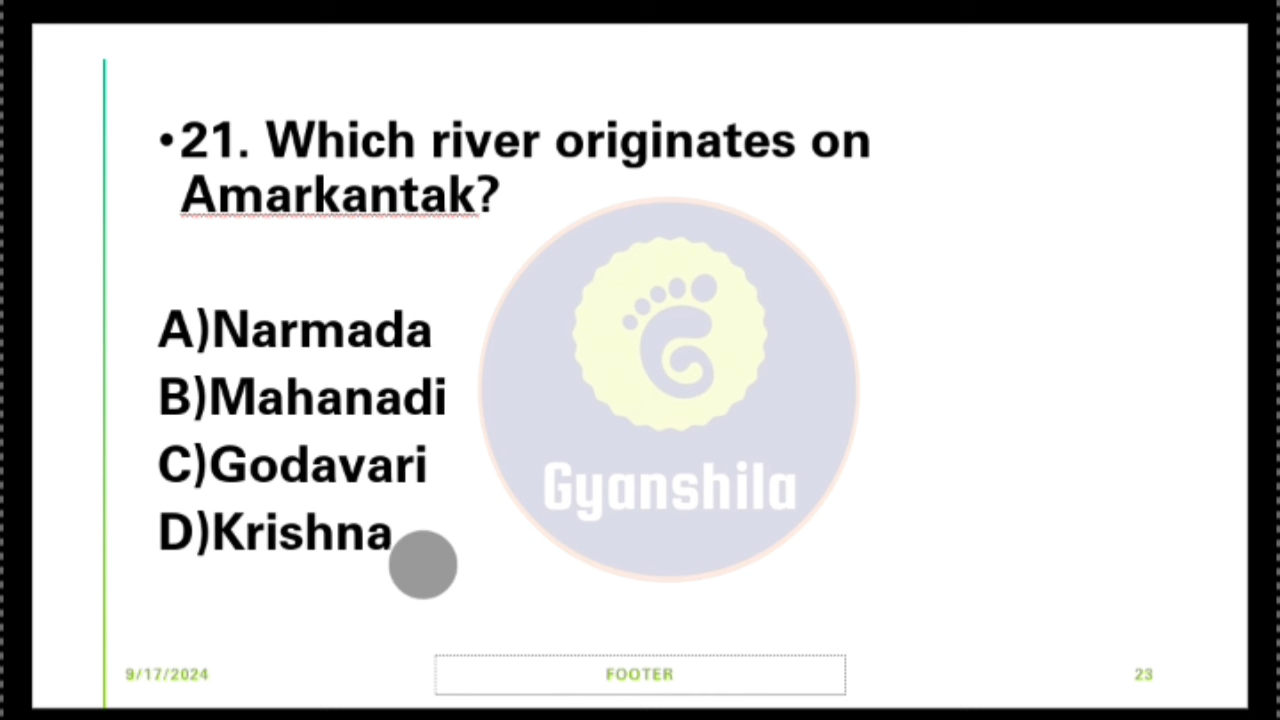 •21. Which river originates on
Amarkantak?
A)Narmada
B)Mahanadi
C)Godavari
D)Krishna
Gyanshila
9/17/2024
FOOTER
23